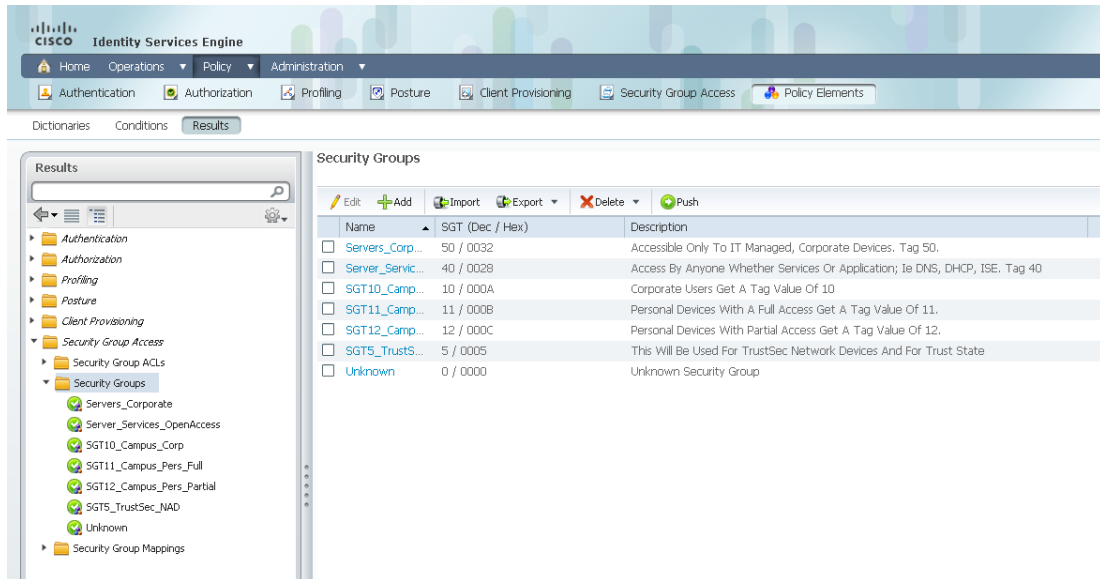 CISCO Identity Services Engine
Home Operations Policy Administration
Authentication Authorization Profiling Posture Client Provisioning Security Group Access Policy Elements
Dictionaries Conditions Results
Results
Authentication
Authorization
Profiling
Posture
Client Provisioning
Security Group Access
Security Group ACLs
Security Groups
Servers_Corporate
Server_Services_OpenAccess
SGT10_Campus_Corp
SGT11_Campus_Pers_Full
SGT12_Campus_Pers_Partial
SGT5_TrustSec_NAD
Unknown
Security Group Mappings
Security Groups
Edit Add Import Export Delete Push
Name SGT (Dec / Hex) Description
Servers_Corp... 50 / 0032 Accessible Only To IT Managed, Corporate Devices. Tag 50.
Server_Servic... 40 / 0028 Access By Anyone Whether Services Or Application; Ie DNS, DHCP, ISE. Tag 40
SGT10_Camp... 10 / 000A Corporate Users Get A Tag Value Of 10
SGT11_Camp... 11 / 000B Personal Devices With A Full Access Get A Tag Value Of 11.
SGT12_Camp... 12 / 000C Personal Devices With Partial Access Get A Tag Value Of 12.
SGT5_TrustS... 5 / 0005 This Will Be Used For TrustSec Network Devices And For Trust State
Unknown 0 / 0000 Unknown Security Group